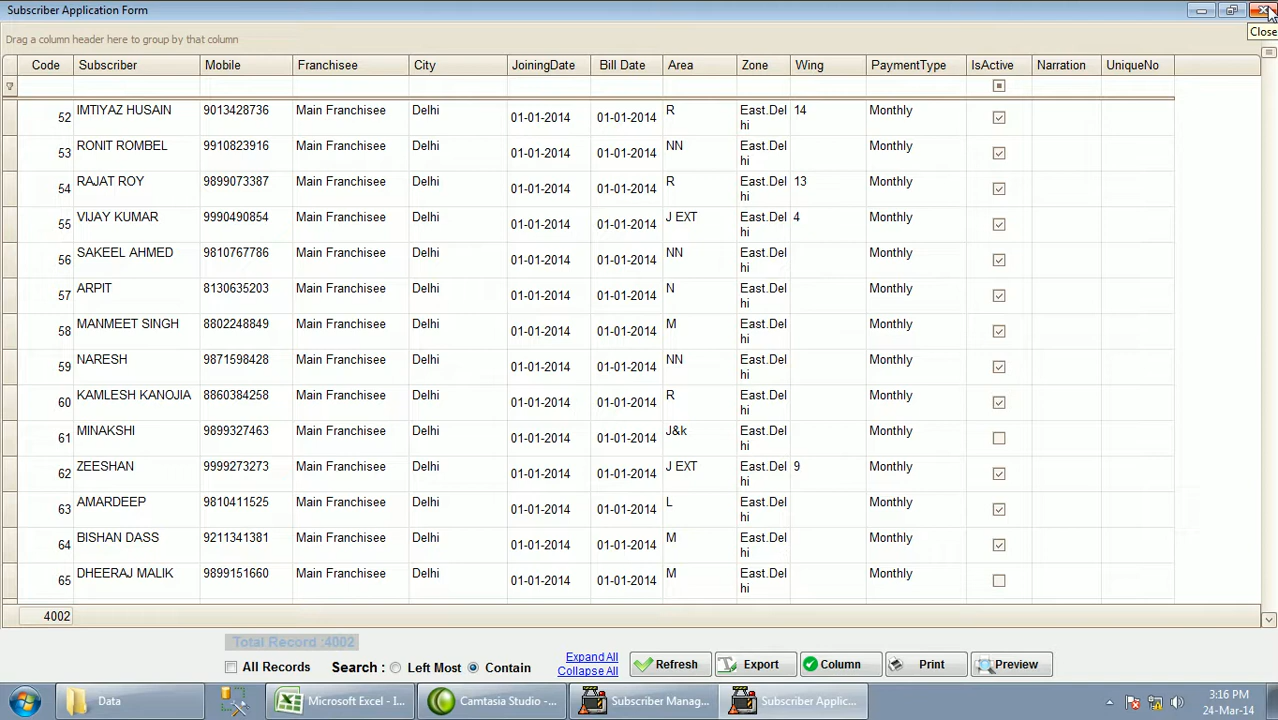 Subscriber Application Form
Close
Drag a column header here to group by that column
Code Subscriber Mobile Franchisee City JoiningDate Bill Date Area Zone Wing PaymentType IsActive Narration UniqueNo
52 IMTIYAZ HUSAIN 9013428736 Main Franchisee Delhi 01-01-2014 01-01-2014 R East.Del 14 Monthly
hi
53 RONIT ROMBEL 9910823916 Main Franchisee Delhi 01-01-2014 01-01-2014 NN East.Del Monthly
hi
54 RAJAT ROY 9899073387 Main Franchisee Delhi 01-01-2014 01-01-2014 R East.Del 13 Monthly
hi
55 VIJAY KUMAR 9990490854 Main Franchisee Delhi 01-01-2014 01-01-2014 J EXT East.Del 4 Monthly
hi
56 SAKEEL AHMED 9810767786 Main Franchisee Delhi 01-01-2014 01-01-2014 NN East.Del Monthly
hi
57 ARPIT 8130635203 Main Franchisee Delhi 01-01-2014 01-01-2014 N East.Del Monthly
hi
58 MANMEET SINGH 8802248849 Main Franchisee Delhi 01-01-2014 01-01-2014 M East.Del Monthly
hi
59 NARESH 9871598428 Main Franchisee Delhi 01-01-2014 01-01-2014 NN East.Del Monthly
hi
60 KAMLESH KANOJIA 8860384258 Main Franchisee Delhi 01-01-2014 01-01-2014 R East.Del Monthly
hi
61 MINAKSHI 9899327463 Main Franchisee Delhi 01-01-2014 01-01-2014 J&k East.Del Monthly
hi
62 ZEESHAN 9999273273 Main Franchisee Delhi 01-01-2014 01-01-2014 J EXT East.Del 9 Monthly
hi
63 AMARDEEP 9810411525 Main Franchisee Delhi 01-01-2014 01-01-2014 L East.Del Monthly
hi
64 BISHAN DASS 9211341381 Main Franchisee Delhi 01-01-2014 01-01-2014 M East.Del Monthly
hi
65 DHEERAJ MALIK 9899151660 Main Franchisee Delhi 01-01-2014 01-01-2014 M East.Del Monthly
hi
4002
Total Record :4002
All Records Search : Left Most Contain Expand All Refresh Export Column Print Preview
Collapse All
Data Microsoft Excel - I... Camtasia Studio - ... Subscriber Manag... Subscriber Applic... 3:16 PM
24-Mar-14